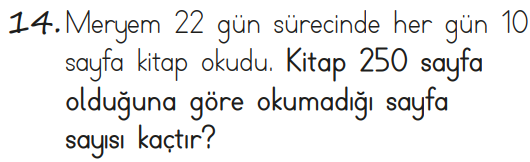 14. Meryem 22 gün sürecinde her gün 10
sayfa kitap okudu. Kitap 250 sayfa
olduğuna göre okumadığı sayfa
sayısı kaçtır?